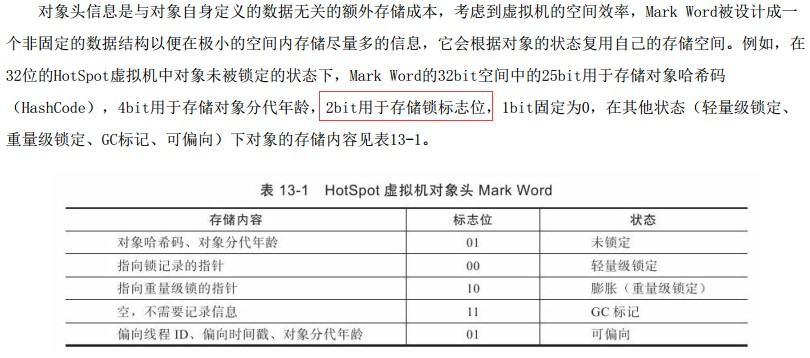 对象头信息是与对象自身定义的数据无关的额外存储成本，考虑到虚拟机的空间效率，Mark Word被设计成一
个非固定的数据结构以便在极小的空间内存储尽量多的信息，它会根据对象的状态复用自己的存储空间。例如，在
32位的HotSpot虚拟机中对象未被锁定的状态下，Mark Word的32bit空间中的25bit用于存储对象哈希码
（HashCode），4bit用于存储对象分代年龄，2bit用于存储锁标志位，1bit固定为0，在其他状态（轻量级锁定、
重量级锁定、GC标记、可偏向）下对象的存储内容见表13-1。
表 13-1 HotSpot 虚拟机对象头 Mark Word
存储内容 标志位 状态
对象哈希码、对象分代年龄 01 未锁定
指向锁记录的指针 00 轻量级锁定
指向重量级锁的指针 10 膨胀（重量级锁定）
空，不需要记录信息 11 GC 标记
偏向线程 ID、偏向时间戳、对象分代年龄 01 可偏向